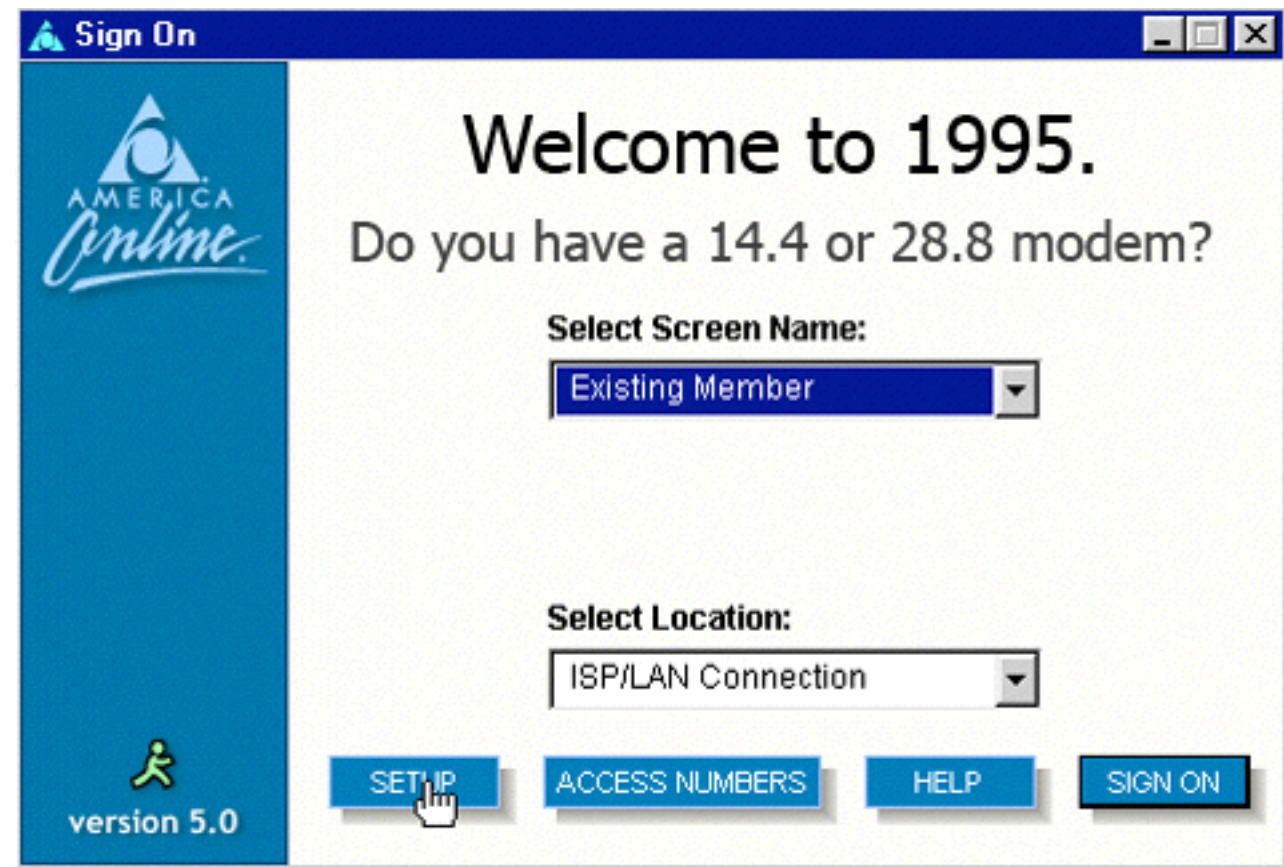 Sign On
AMERICA
Online.
Welcome to 1995.
Do you have a 14.4 or 28.8 modem?
Select Screen Name:
Existing Member
Select Location:
ISP/LAN Connection
version 5.0
SETUP
ACCESS NUMBERS
HELP
SIGN ON